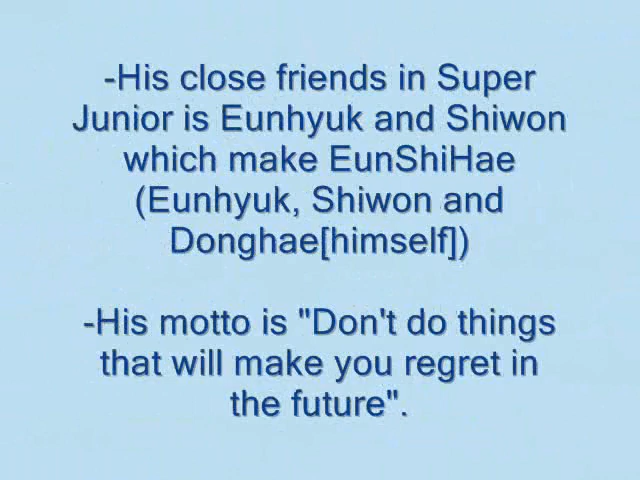 -His close friends in Super
Junior is Eunhyuk and Shiwon
which make EunShiHae
(Eunhyuk, Shiwon and
Donghae[himself])
-His motto is "Don't do things
that will make you regret in
the future".